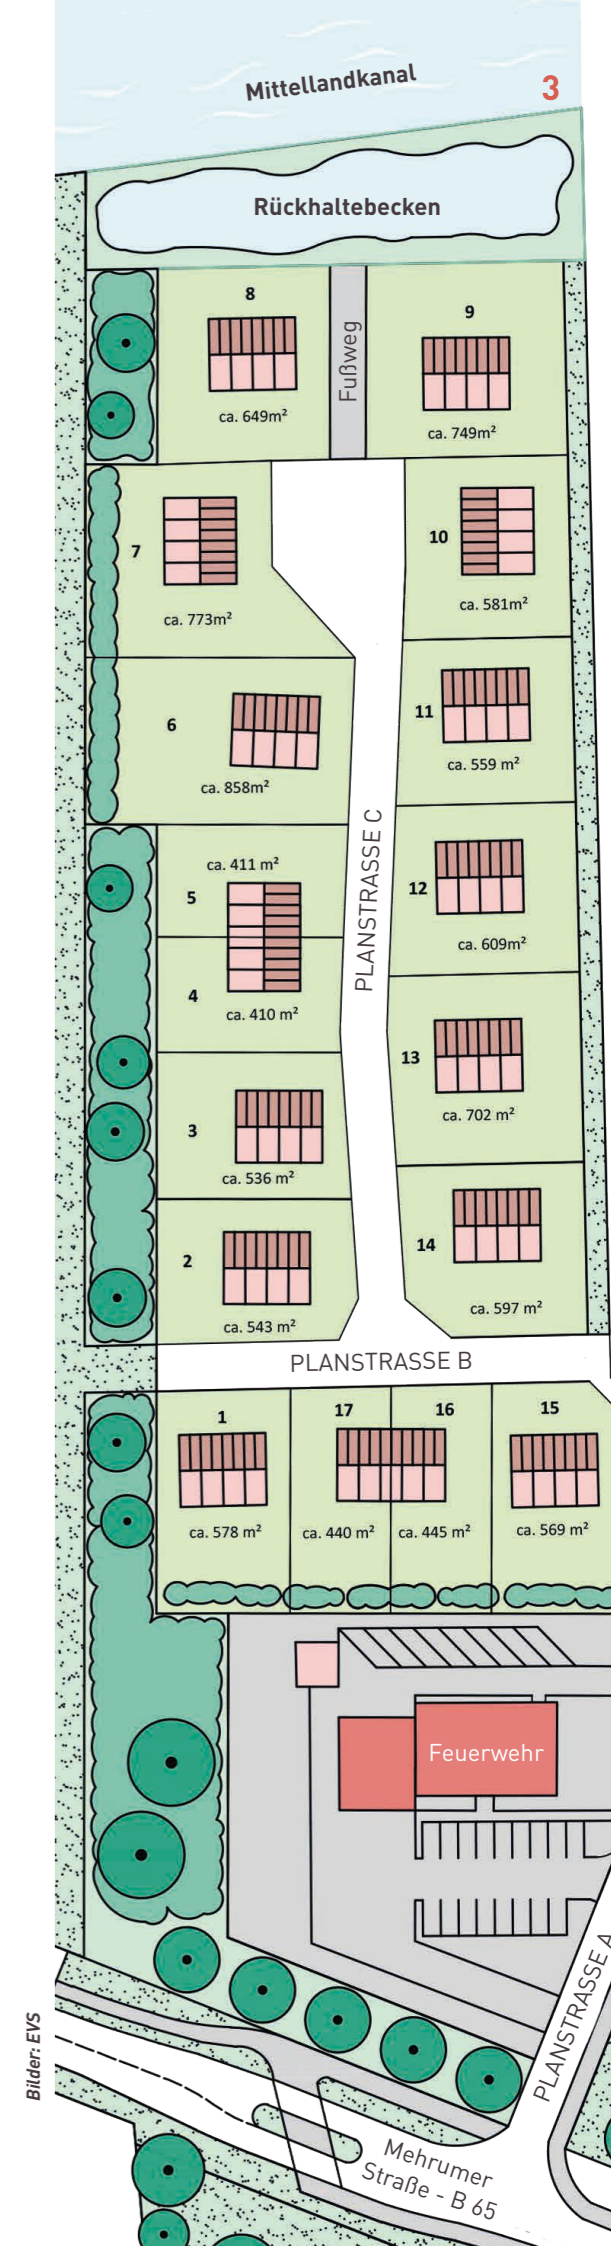 Mittellandkanal
3
Rückhaltebecken
8
ca. 649m²
Fußweg
9
ca. 749m²
7
ca. 773m²
10
ca. 581m²
6
ca. 858m²
11
ca. 559 m²
PLANSTRASSE C
ca. 411 m²
5
4
ca. 410 m²
12
ca. 609m²
13
ca. 702 m²
3
ca. 536 m²
2
ca. 543 m²
14
ca. 597 m²
PLANSTRASSE B
1
ca. 578 m²
17
ca. 440 m²
16
ca. 445 m²
15
ca. 569 m²
Feuerwehr
PLANSTRASSE A
Mehrumer
Straße - B 65
Bilder: EVS